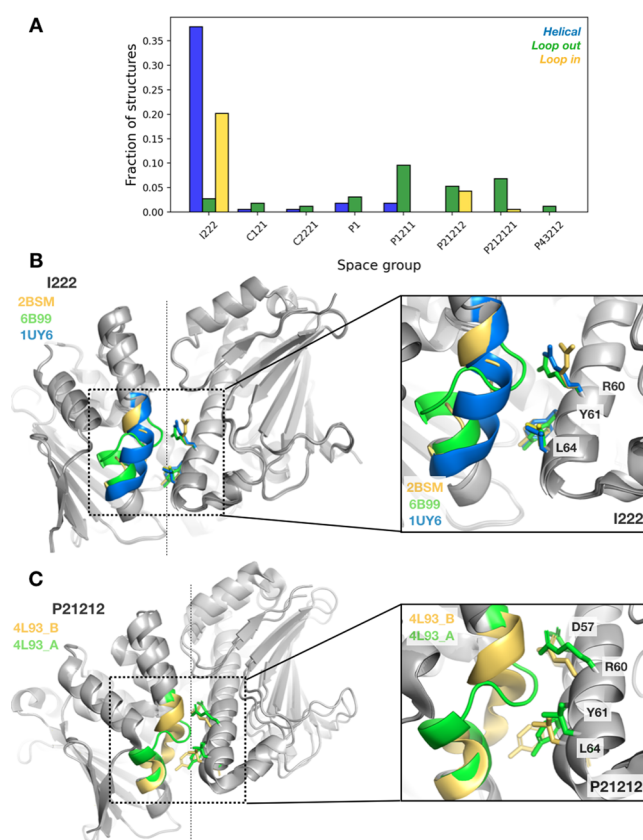 A
Helical
Loop out
Loop in
Fraction of structures
0.35
0.30
0.25
0.20
0.15
0.10
0.05
0.00
I222
C121
C2221
P1
P1211
P21212
P212121
P43212
Space group
B
I222
2BSM
6B99
1UY6
R60
Y61
L64
2BSM
6B99
1UY6
I222
C
P21212
4L93_B
4L93_A
4L93_B
4L93_A
D57
R60
Y61
L64
P21212